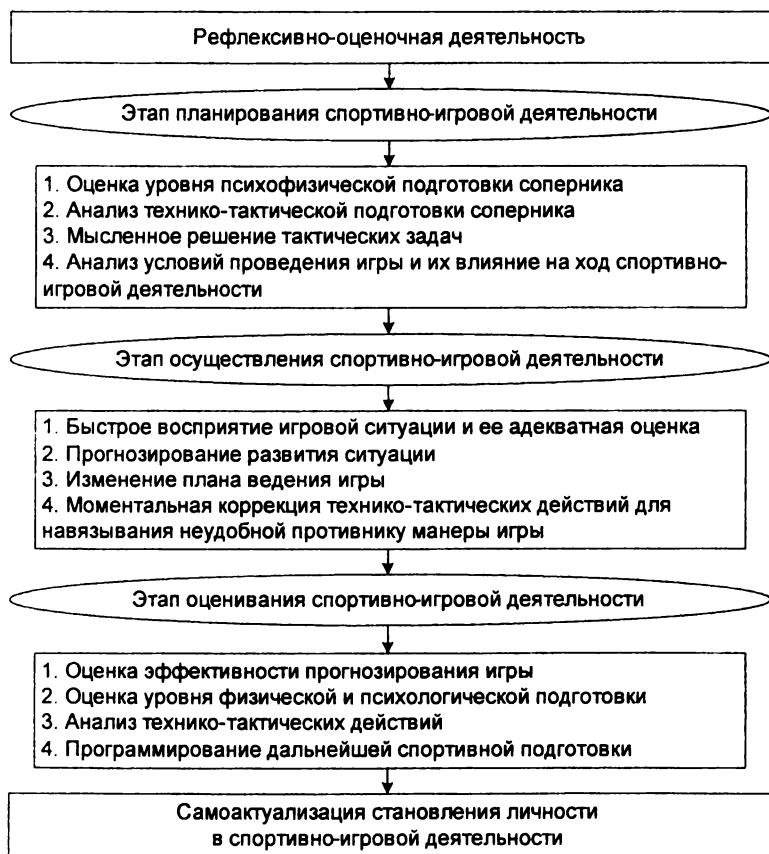 Рефлексивно-оценочная деятельность
Этап планирования спортивно-игровой деятельности
1. Оценка уровня психофизической подготовки соперника
2. Анализ технико-тактической подготовки соперника
3. Мысленное решение тактических задач
4. Анализ условий проведения игры и их влияние на ход спортивно-
игровой деятельности
Этап осуществления спортивно-игровой деятельности
1. Быстрое восприятие игровой ситуации и ее адекватная оценка
2. Прогнозирование развития ситуации
3. Изменение плана ведения игры
4. Моментальная коррекция технико-тактических действий для
навязывания неудобной противнику манеры игры
Этап оценивания спортивно-игровой деятельности
1. Оценка эффективности прогнозирования игры
2. Оценка уровня физической и психологической подготовки
3. Анализ технико-тактических действий
4. Программирование дальнейшей спортивной подготовки
Самоактуализация становления личности
в спортивно-игровой деятельности